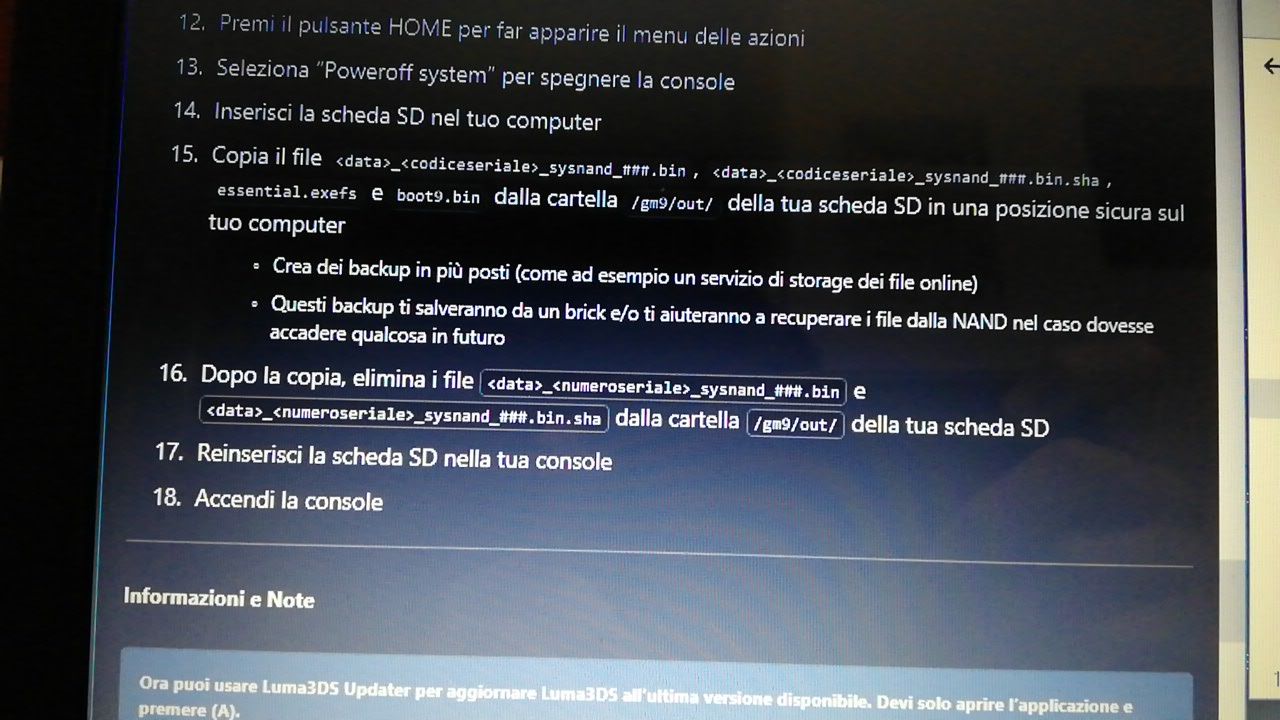 12. Premi il pulsante HOME per far apparire il menu delle azioni
13. Seleziona "Poweroff system" per spegnere la console
14. Inserisci la scheda SD nel tuo computer
15. Copia il file <data>_<codiceseriale>_sysnand_###.bin , <data>_<codiceseriale>_sysnand_###.bin.sha ,
essential.exefs e boot9.bin dalla cartella /gm9/out/ della tua scheda SD in una posizione sicura sul
tuo computer
◦ Crea dei backup in più posti (come ad esempio un servizio di storage dei file online)
◦ Questi backup ti salveranno da un brick e/o ti aiuteranno a recuperare i file dalla NAND nel caso dovesse
accadere qualcosa in futuro
16. Dopo la copia, elimina i file <data>_<numeroseriale>_sysnand_###.bin e
<data>_<numeroseriale>_sysnand_###.bin.sha dalla cartella /gm9/out/ della tua scheda SD
17. Reinserisci la scheda SD nella tua console
18. Accendi la console
Informazioni e Note
Ora puoi usare Luma3DS Updater per aggiornare Luma3DS all'ultima versione disponibile. Devi solo aprire l'applicazione e
premere (A).